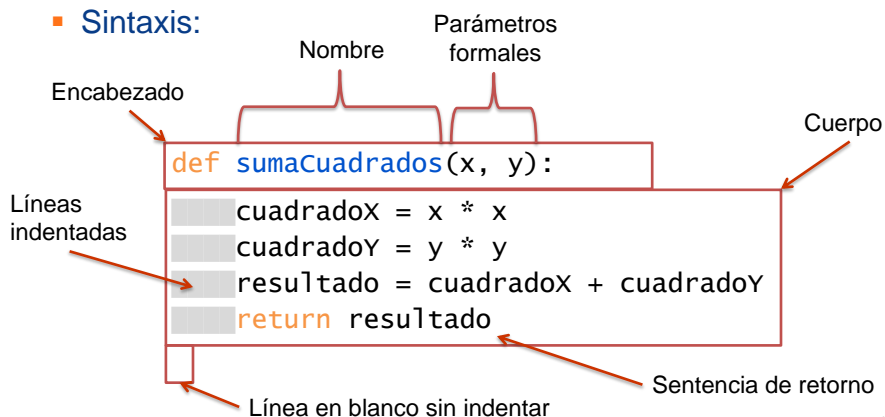 ▪ Sintaxis:
Nombre
Parámetros
formales
Encabezado
Cuerpo
def sumaCuadrados(x, y):
Líneas
indentadas
cuadradoX = x * x
cuadradoY = y * y
resultado = cuadradoX + cuadradoY
return resultado
Sentencia de retorno
Línea en blanco sin indentar